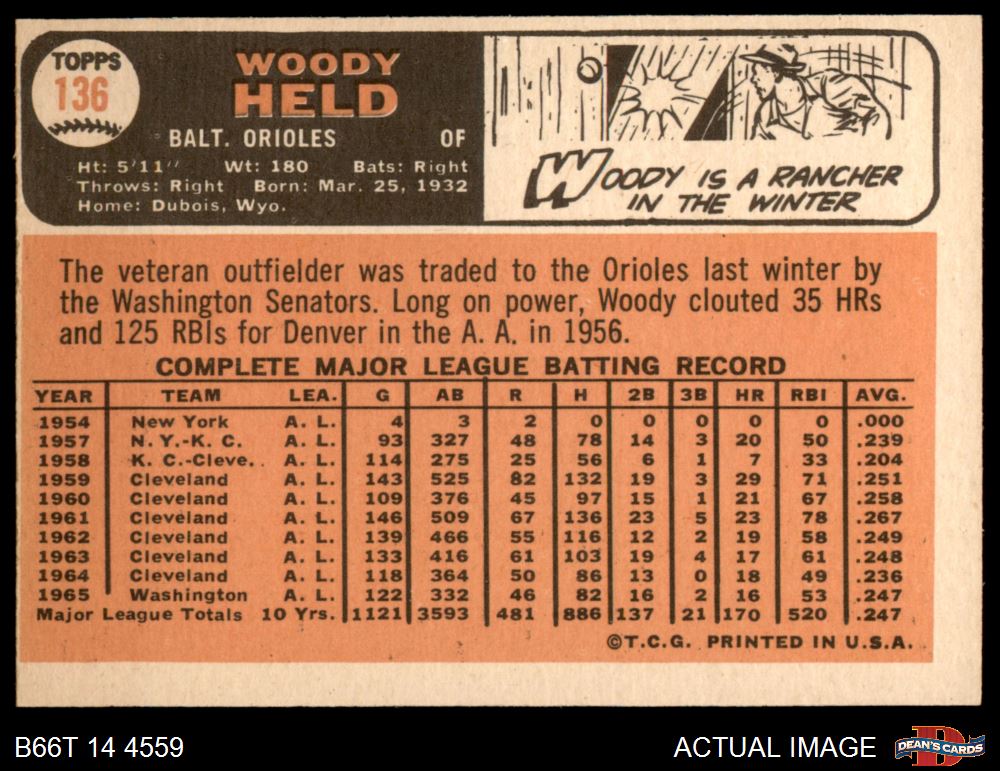 TOPPS
136
WOODY
HELD
BALT. ORIOLES OF
Ht: 5'11" Wt: 180 Bats: Right
Throws: Right Born: Mar. 25, 1932
Home: Dubois, Wyo.
WOODY IS A RANCHER
IN THE WINTER
The veteran outfielder was traded to the Orioles last winter by
the Washington Senators. Long on power, Woody clouted 35 HRs
and 125 RBIs for Denver in the A. A. in 1956.
COMPLETE MAJOR LEAGUE BATTING RECORD
YEAR TEAM LEA. G AB R H 2B 3B HR RBI AVG.
1954 New York A. L. 4 3 2 0 0 0 0 0 .000
1957 N. Y.-K. C. A. L. 93 327 48 78 14 3 20 50 .239
1958 K. C.-Cleve. A. L. 114 275 25 56 6 1 7 33 .204
1959 Cleveland A. L. 143 525 82 132 19 3 29 71 .251
1960 Cleveland A. L. 109 376 45 97 15 1 21 67 .258
1961 Cleveland A. L. 146 509 67 136 23 5 23 78 .267
1962 Cleveland A. L. 139 466 55 116 12 2 19 58 .249
1963 Cleveland A. L. 133 416 61 103 19 4 17 61 .248
1964 Cleveland A. L. 118 364 50 86 13 0 18 49 .236
1965 Washington A. L. 122 332 46 82 16 2 16 53 .247
Major League Totals 10 Yrs. 1121 3593 481 886 137 21 170 520 .247
©T.C.G. PRINTED IN U.S.A.
B66T 14 4559 ACTUAL IMAGE D DEAN'S CARDS